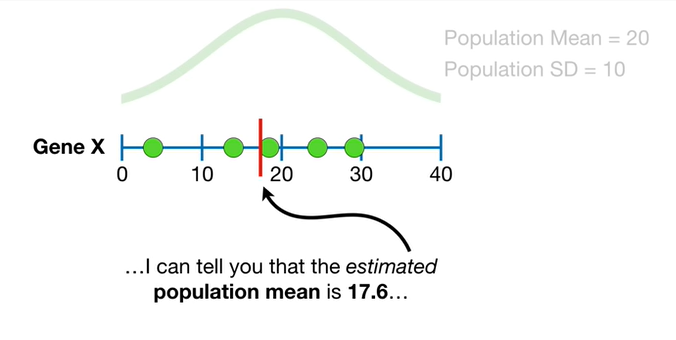 Population Mean = 20
Population SD = 10
Gene X
0 10 20 30 40
…I can tell you that the estimated
population mean is 17.6…